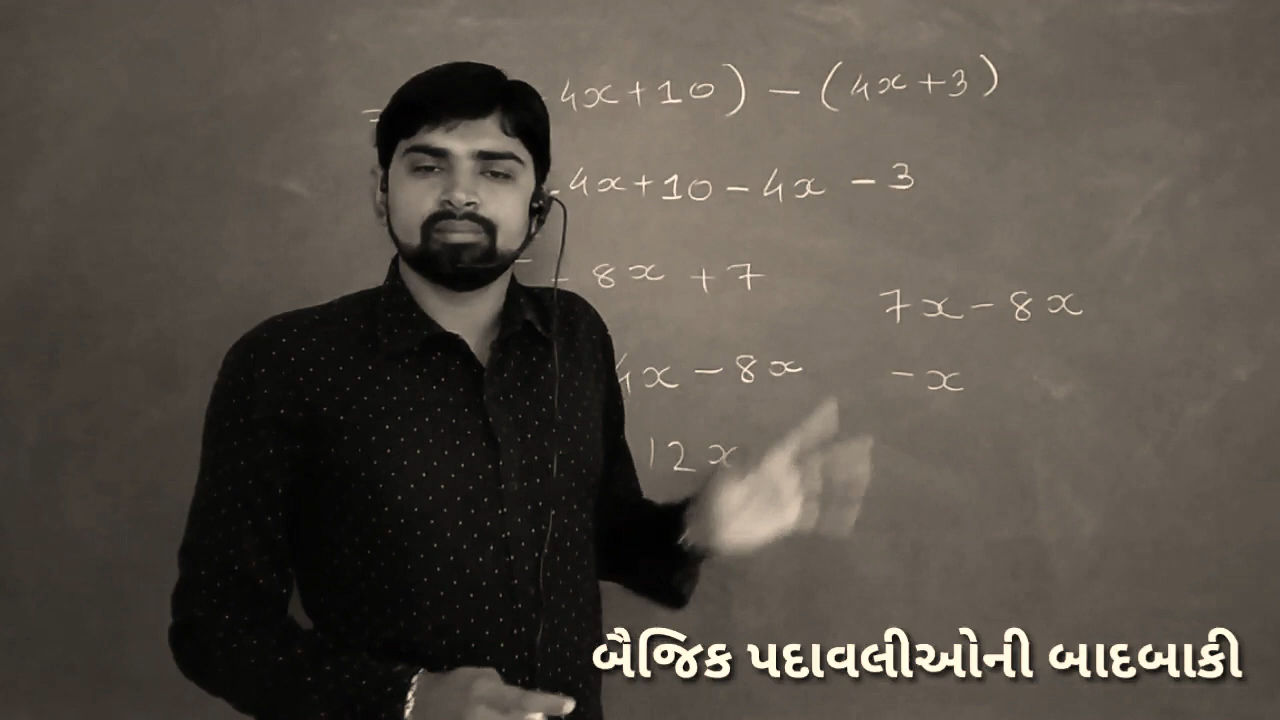 4x + 10) − (4x + 3)
- 4x + 10 − 4x − 3
- 8x + 7
7x − 8x
4x − 8x
− x
12x
બૈજિક પદાવલીઓની બાદબાકી